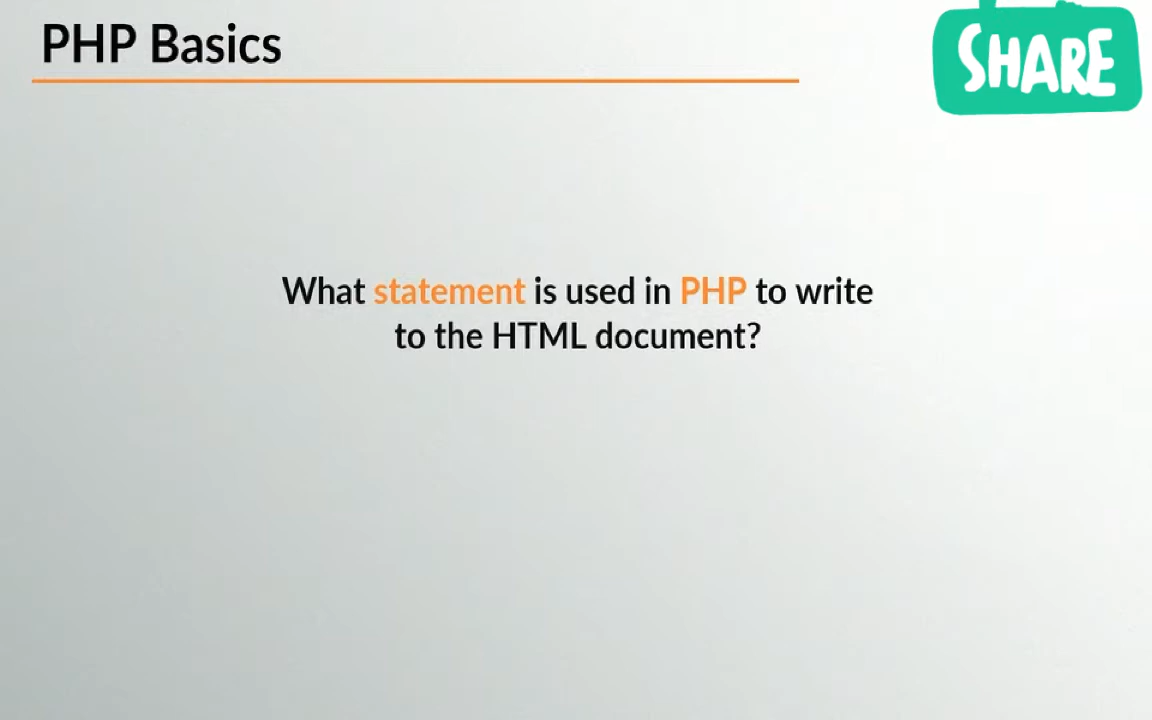 PHP Basics
SHARE
What statement is used in PHP to write
to the HTML document?